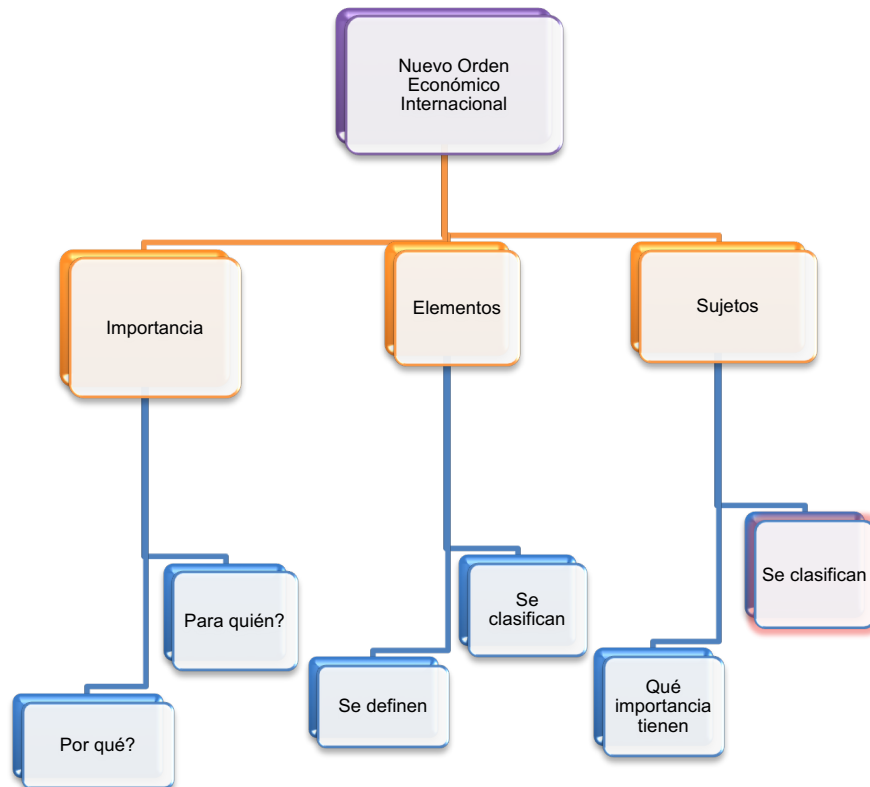 Nuevo Orden
Económico
Internacional
Importancia
Elementos
Sujetos
Para quién?
Por qué?
Se
clasifican
Se definen
Se clasifican
Qué
importancia
tienen